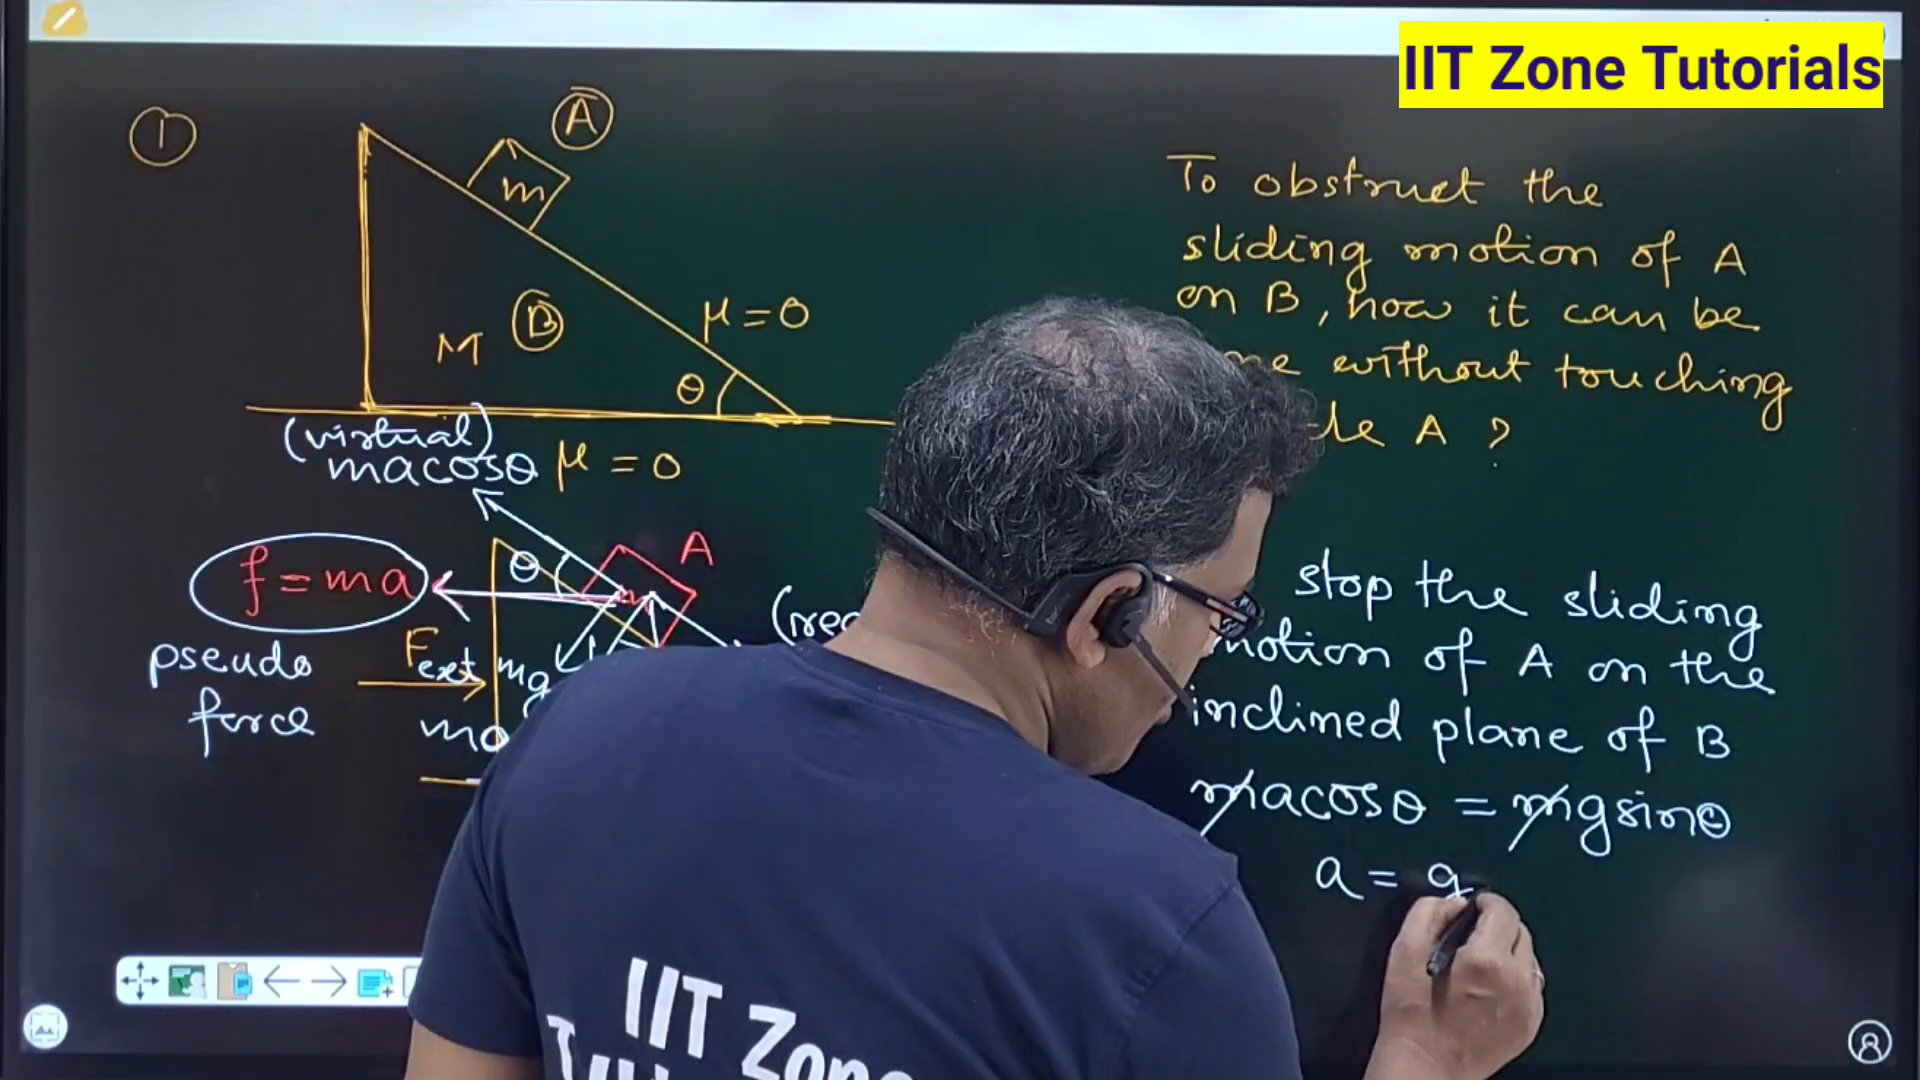 IIT Zone Tutorials
1
A
m
B
M
μ = 0
θ
μ = 0
To obstruct the
sliding motion of A
on B, how it can be
without touching
A ?
(virtual)
macosθ
θ
A
f = ma
pseudo
force
Fext
mg
stop the sliding
motion of A on the
inclined plane of B
macosθ = mgsinθ
a = g
IIT Zone